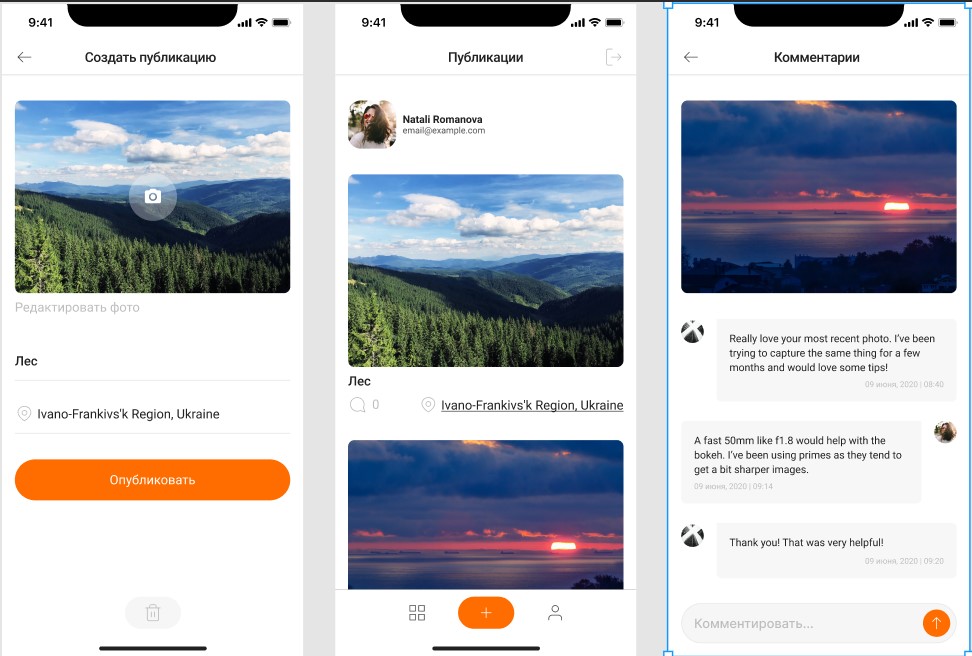 9:41
Создать публикацию
Редактировать фото
Лес
Ivano-Frankivs'k Region, Ukraine
Опубликовать
9:41
Публикации
Natali Romanova
email@example.com
Лес
0
Ivano-Frankivs'k Region, Ukraine
9:41
Комментарии
Really love your most recent photo. I've been
trying to capture the same thing for a few
months and would love some tips!
09 июня, 2020 | 08:40
A fast 50mm like f1.8 would help with the
bokeh. I've been using primes as they tend to
get a bit sharper images.
09 июня, 2020 | 09:14
Thank you! That was very helpful!
09 июня, 2020 | 09:20
Комментировать...